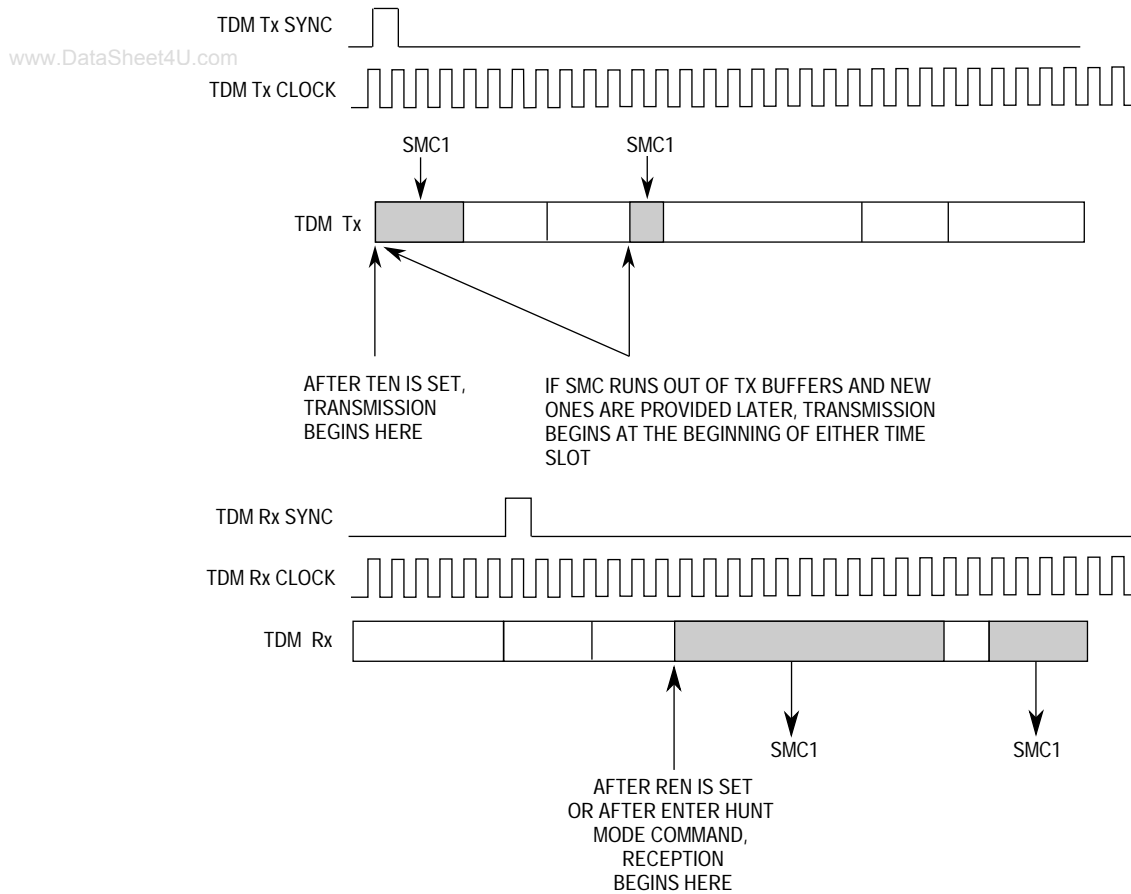 TDM Tx SYNC
www.DataSheet4U.com
TDM Tx CLOCK
SMC1
SMC1
TDM Tx
AFTER TEN IS SET,
TRANSMISSION
BEGINS HERE
IF SMC RUNS OUT OF TX BUFFERS AND NEW
ONES ARE PROVIDED LATER, TRANSMISSION
BEGINS AT THE BEGINNING OF EITHER TIME
SLOT
TDM Rx SYNC
TDM Rx CLOCK
TDM Rx
SMC1
SMC1
AFTER REN IS SET
OR AFTER ENTER HUNT
MODE COMMAND,
RECEPTION
BEGINS HERE